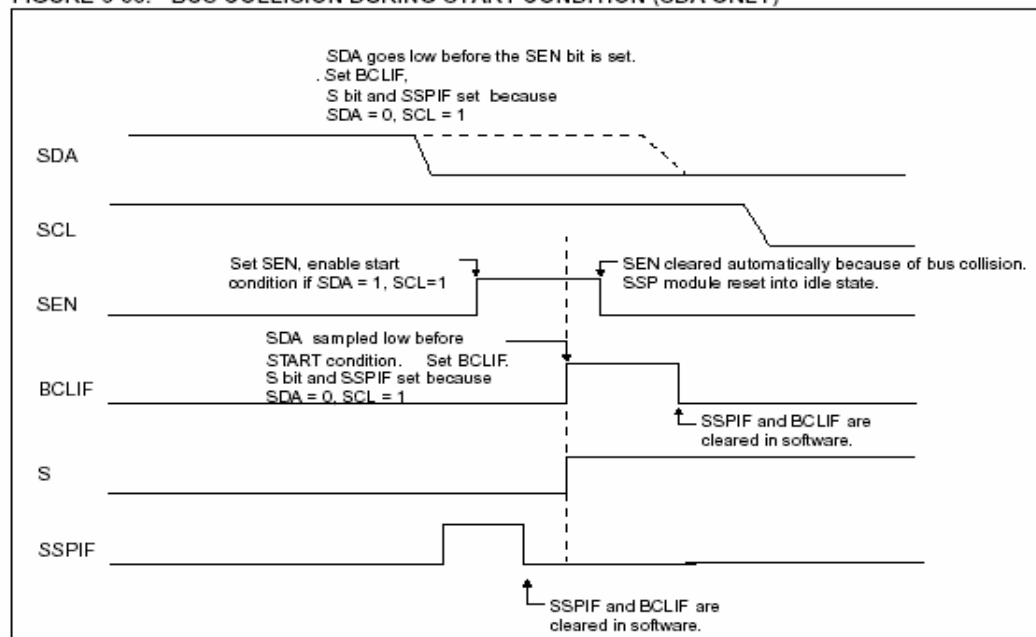 SDA goes low before the SEN bit is set.
. Set BCLIF,
S bit and SSPIF set because
SDA = 0, SCL = 1
SDA
SCL
Set SEN, enable start
condition if SDA = 1, SCL=1
SEN cleared automatically because of bus collision.
SSP module reset into idle state.
SEN
SDA sampled low before
START condition. Set BCLIF.
S bit and SSPIF set because
SDA = 0, SCL = 1
BCLIF
SSPIF and BCLIF are
cleared in software.
S
SSPIF
SSPIF and BCLIF are
cleared in software.